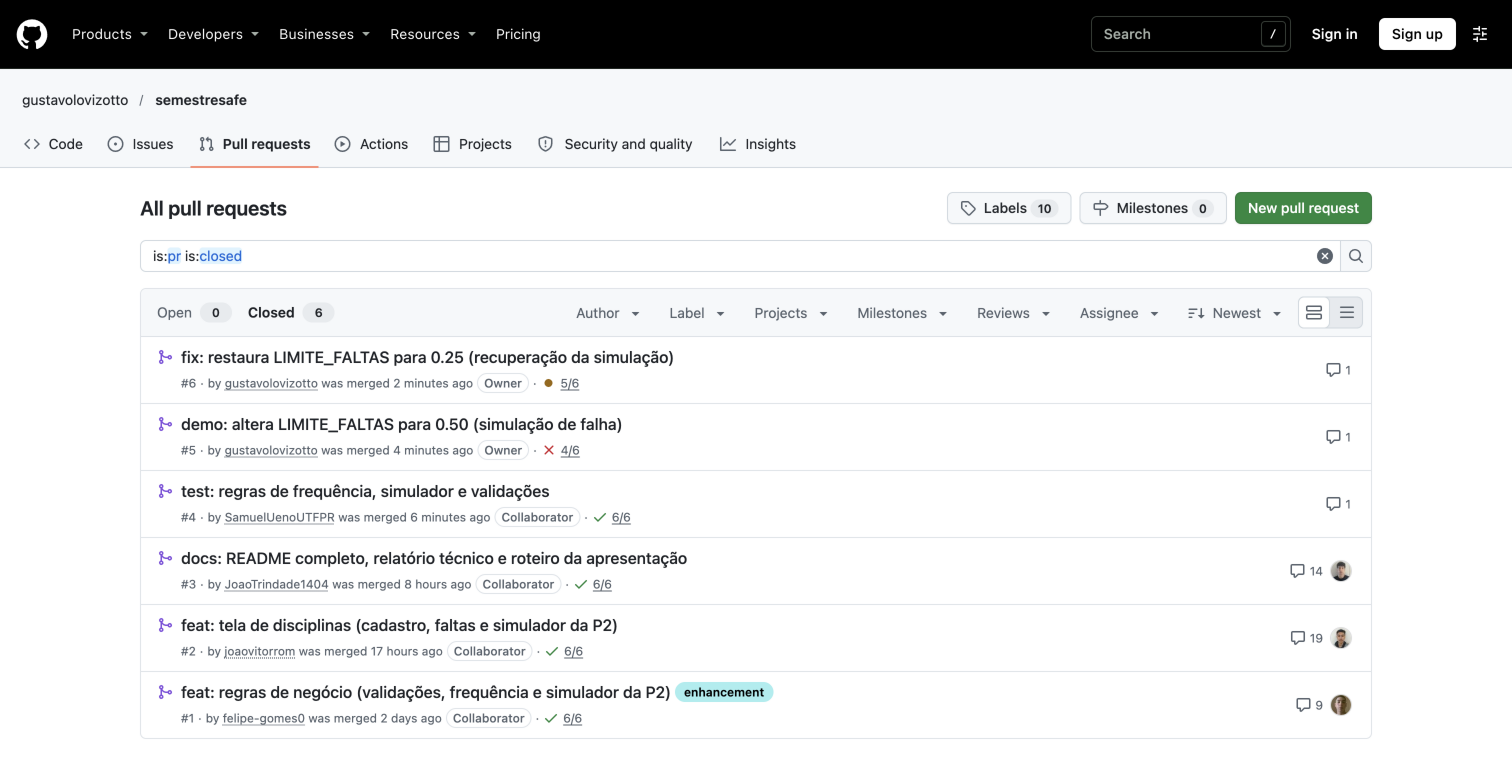 Products Developers Businesses Resources Pricing Search / Sign in Sign up
gustavolovizotto / semestresafe
Code Issues Pull requests Actions Projects Security and quality Insights
All pull requests Labels 10 Milestones 0 New pull request
is:pr is:closed
Open 0 Closed 6 Author Label Projects Milestones Reviews Assignee Newest
fix: restaura LIMITE_FALTAS para 0.25 (recuperação da simulação)
#6 · by gustavolovizotto was merged 2 minutes ago Owner · 5/6 1
demo: altera LIMITE_FALTAS para 0.50 (simulação de falha)
#5 · by gustavolovizotto was merged 4 minutes ago Owner · 4/6 1
test: regras de frequência, simulador e validações
#4 · by SamuelUenoUTFPR was merged 6 minutes ago Collaborator · 6/6 1
docs: README completo, relatório técnico e roteiro da apresentação
#3 · by JoaoTrindade1404 was merged 8 hours ago Collaborator · 6/6 14
feat: tela de disciplinas (cadastro, faltas e simulador da P2)
#2 · by joaovitorrom was merged 17 hours ago Collaborator · 6/6 19
feat: regras de negócio (validações, frequência e simulador da P2) enhancement
#1 · by felipe-gomes0 was merged 2 days ago Collaborator · 6/6 9